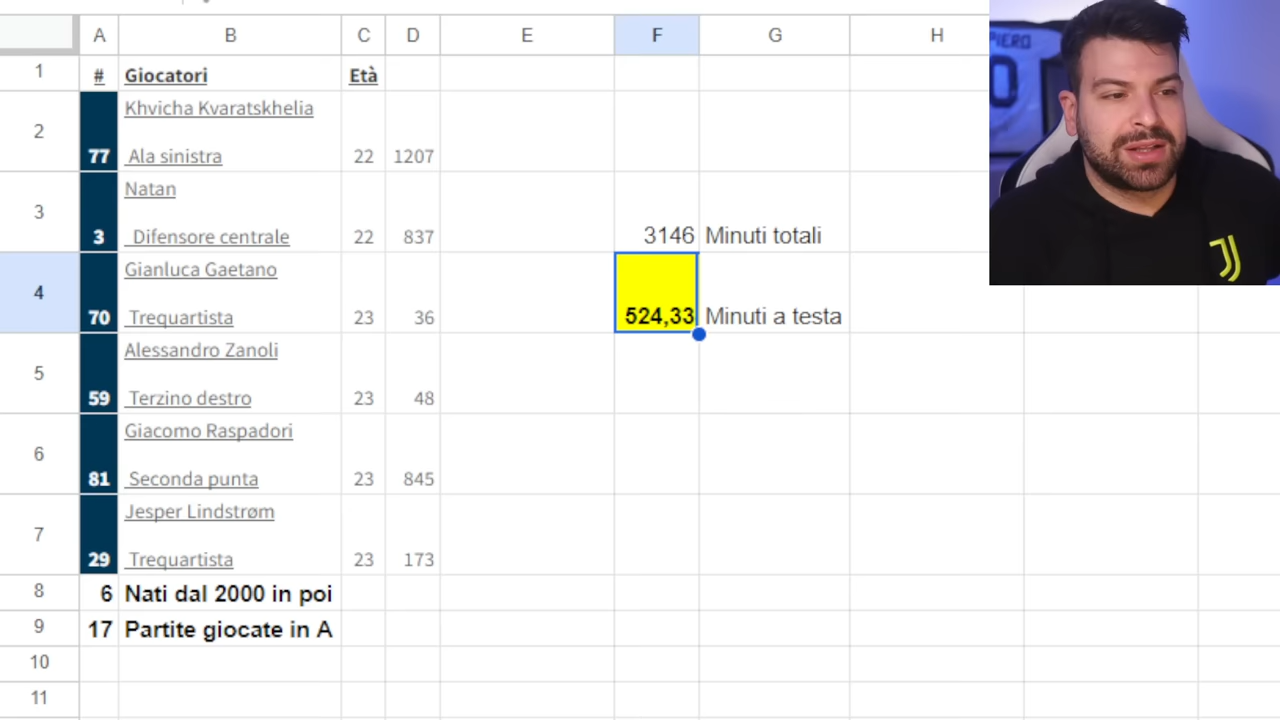 A B C D E F G H
1 # Giocatori Età
Khvicha Kvaratskhelia
2
77 Ala sinistra 22 1207
Natan
3
3 Difensore centrale 22 837 3146 Minuti totali
Gianluca Gaetano
4
70 Trequartista 23 36 524,33 Minuti a testa
Alessandro Zanoli
5
59 Terzino destro 23 48
Giacomo Raspadori
6
81 Seconda punta 23 845
Jesper Lindstrøm
7
29 Trequartista 23 173
8 6 Nati dal 2000 in poi
9 17 Partite giocate in A
10
11
PIERO
J